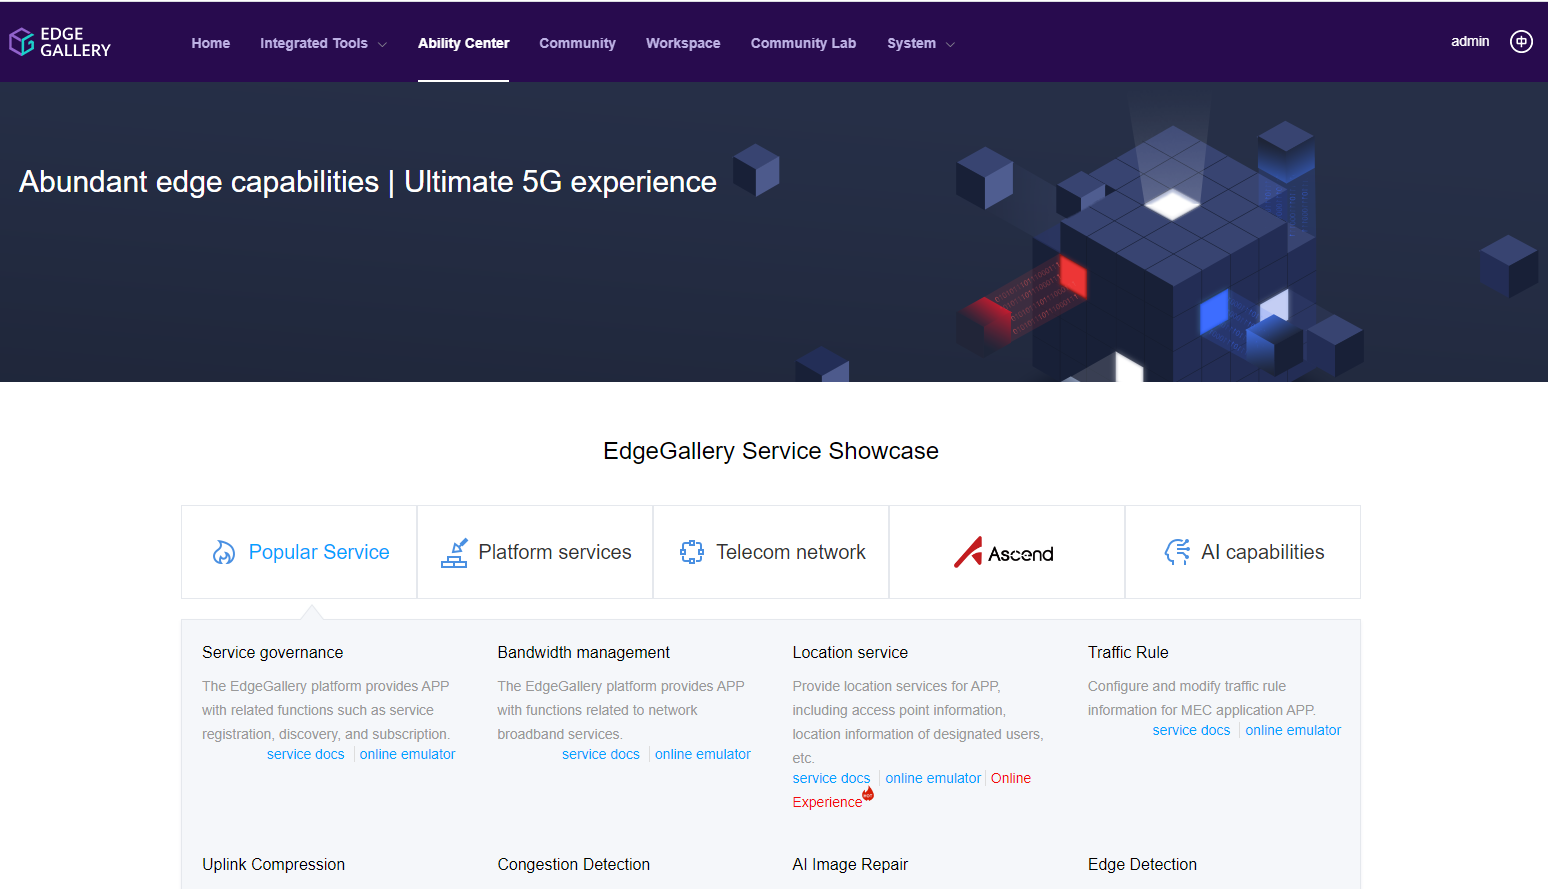 EDGE
GALLERY
Home
Integrated Tools
Ability Center
Community
Workspace
Community Lab
System
admin
中
Abundant edge capabilities | Ultimate 5G experience
EdgeGallery Service Showcase
Popular Service
Platform services
Telecom network
Ascend
AI capabilities
Service governance
The EdgeGallery platform provides APP
with related functions such as service
registration, discovery, and subscription.
service docs
online emulator
Bandwidth management
The EdgeGallery platform provides APP
with functions related to network
broadband services.
service docs
online emulator
Location service
Provide location services for APP,
including access point information,
location information of designated users,
etc.
service docs
online emulator
Online
Experience
Traffic Rule
Configure and modify traffic rule
information for MEC application APP.
service docs
online emulator
Uplink Compression
Congestion Detection
AI Image Repair
Edge Detection